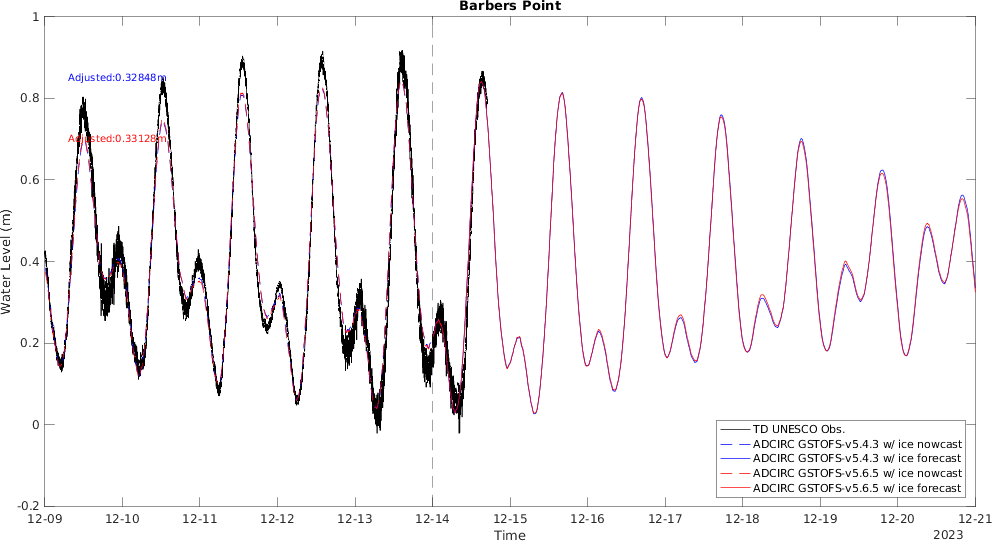 Barbers Point
1
0.8
0.6
0.4
0.2
0
-0.2
Water Level (m)
Adjusted:0.32848m
Adjusted:0.33128m
TD UNESCO Obs.
ADCIRC GSTOFS-v5.4.3 w/ ice nowcast
ADCIRC GSTOFS-v5.4.3 w/ ice forecast
ADCIRC GSTOFS-v5.6.5 w/ ice nowcast
ADCIRC GSTOFS-v5.6.5 w/ ice forecast
12-09 12-10 12-11 12-12 12-13 12-14 12-15 12-16 12-17 12-18 12-19 12-20 12-21
Time
2023